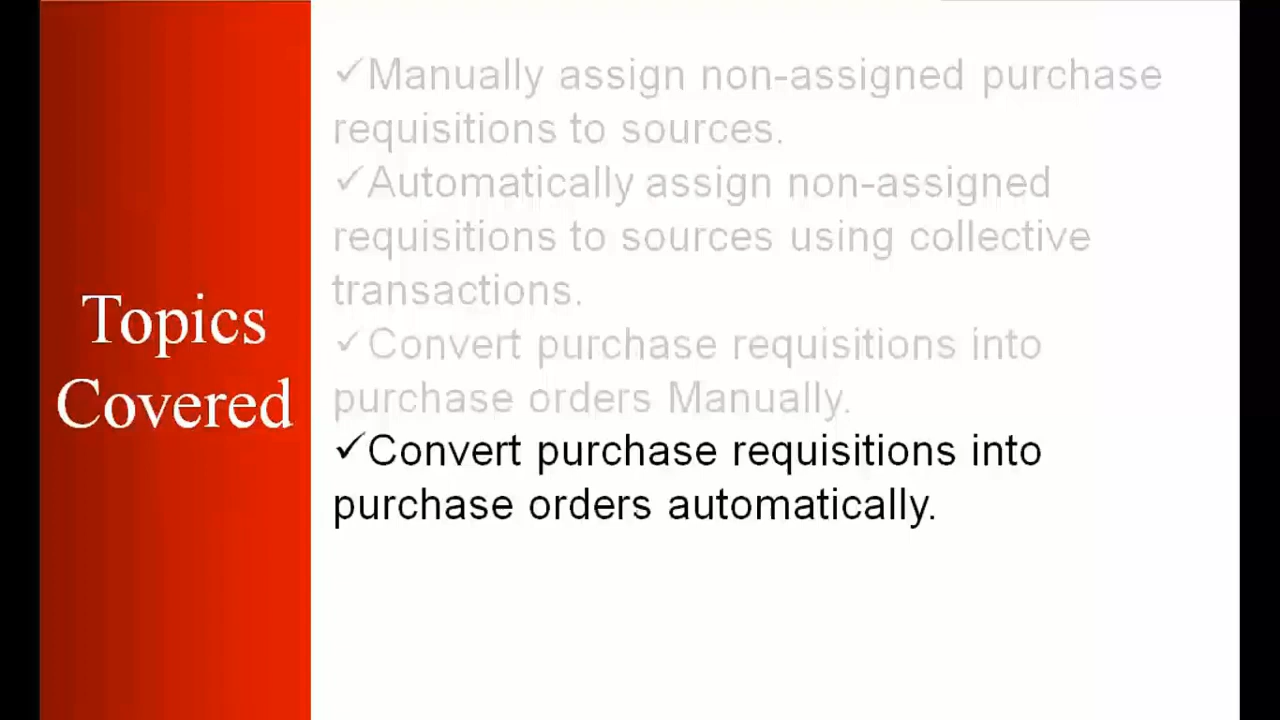 Topics
Covered
✓Manually assign non-assigned purchase
requisitions to sources.
✓Automatically assign non-assigned
requisitions to sources using collective
transactions.
✓Convert purchase requisitions into
purchase orders Manually.
✓Convert purchase requisitions into
purchase orders automatically.